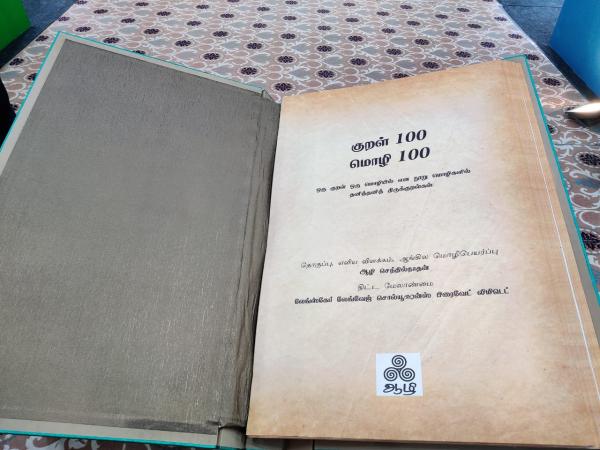 குறள் 100
மொழி 100
ஒரு குறள் ஒரு மொழியில் என நூறு மொழிகளில்
தனித்தனித் திருக்குறள்கள்
தொகுப்பு, எளிய விளக்கம், ஆங்கில மொழிபெயர்ப்பு
ஆழி செந்தில்நாதன்
திட்ட மேலாண்மை
லேங்ஸ்கேப் லேங்வேஜ் சொல்யூசன்ஸ் பிரைவேட் லிமிடெட்
ஆழி